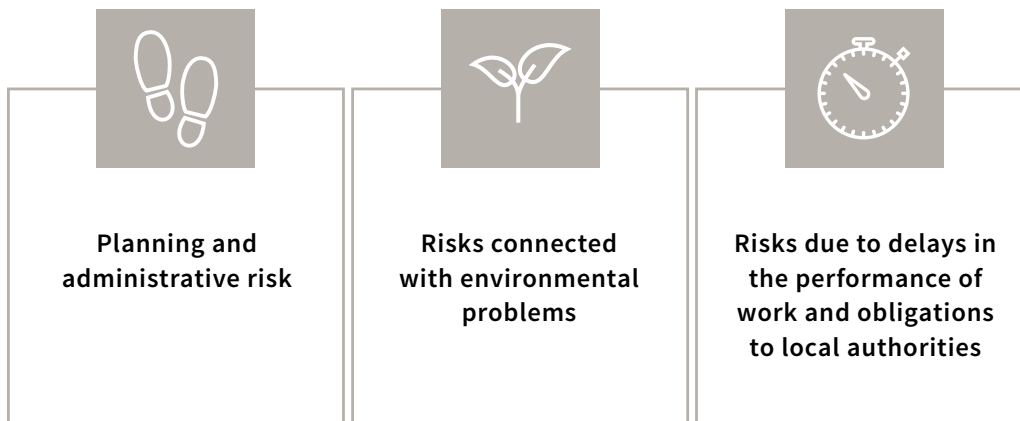 Planning and
administrative risk
Risks connected
with environmental
problems
Risks due to delays in
the performance of
work and obligations
to local authorities